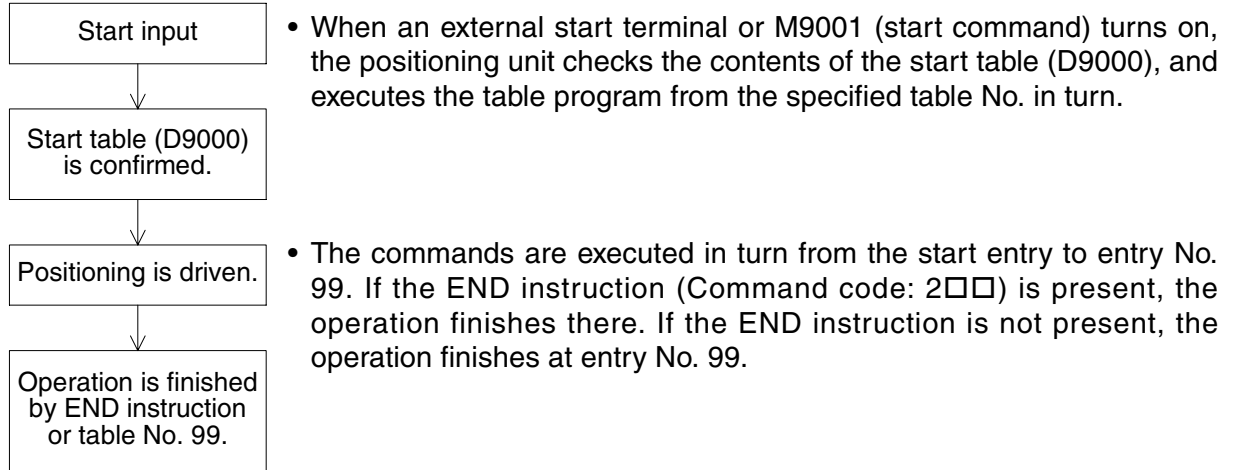 Start input
• When an external start terminal or M9001 (start command) turns on,
the positioning unit checks the contents of the start table (D9000), and
executes the table program from the specified table No. in turn.
Start table (D9000)
is confirmed.
Positioning is driven.
• The commands are executed in turn from the start entry to entry No.
99. If the END instruction (Command code: 2□□) is present, the
operation finishes there. If the END instruction is not present, the
operation finishes at entry No. 99.
Operation is finished
by END instruction
or table No. 99.